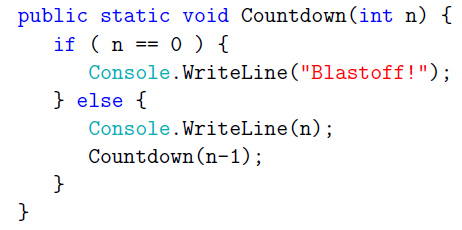 public static void Countdown(int n) {
   if ( n == 0 ) {
      Console.WriteLine("Blastoff!");
   } else {
      Console.WriteLine(n);
      Countdown(n-1);
   }
}